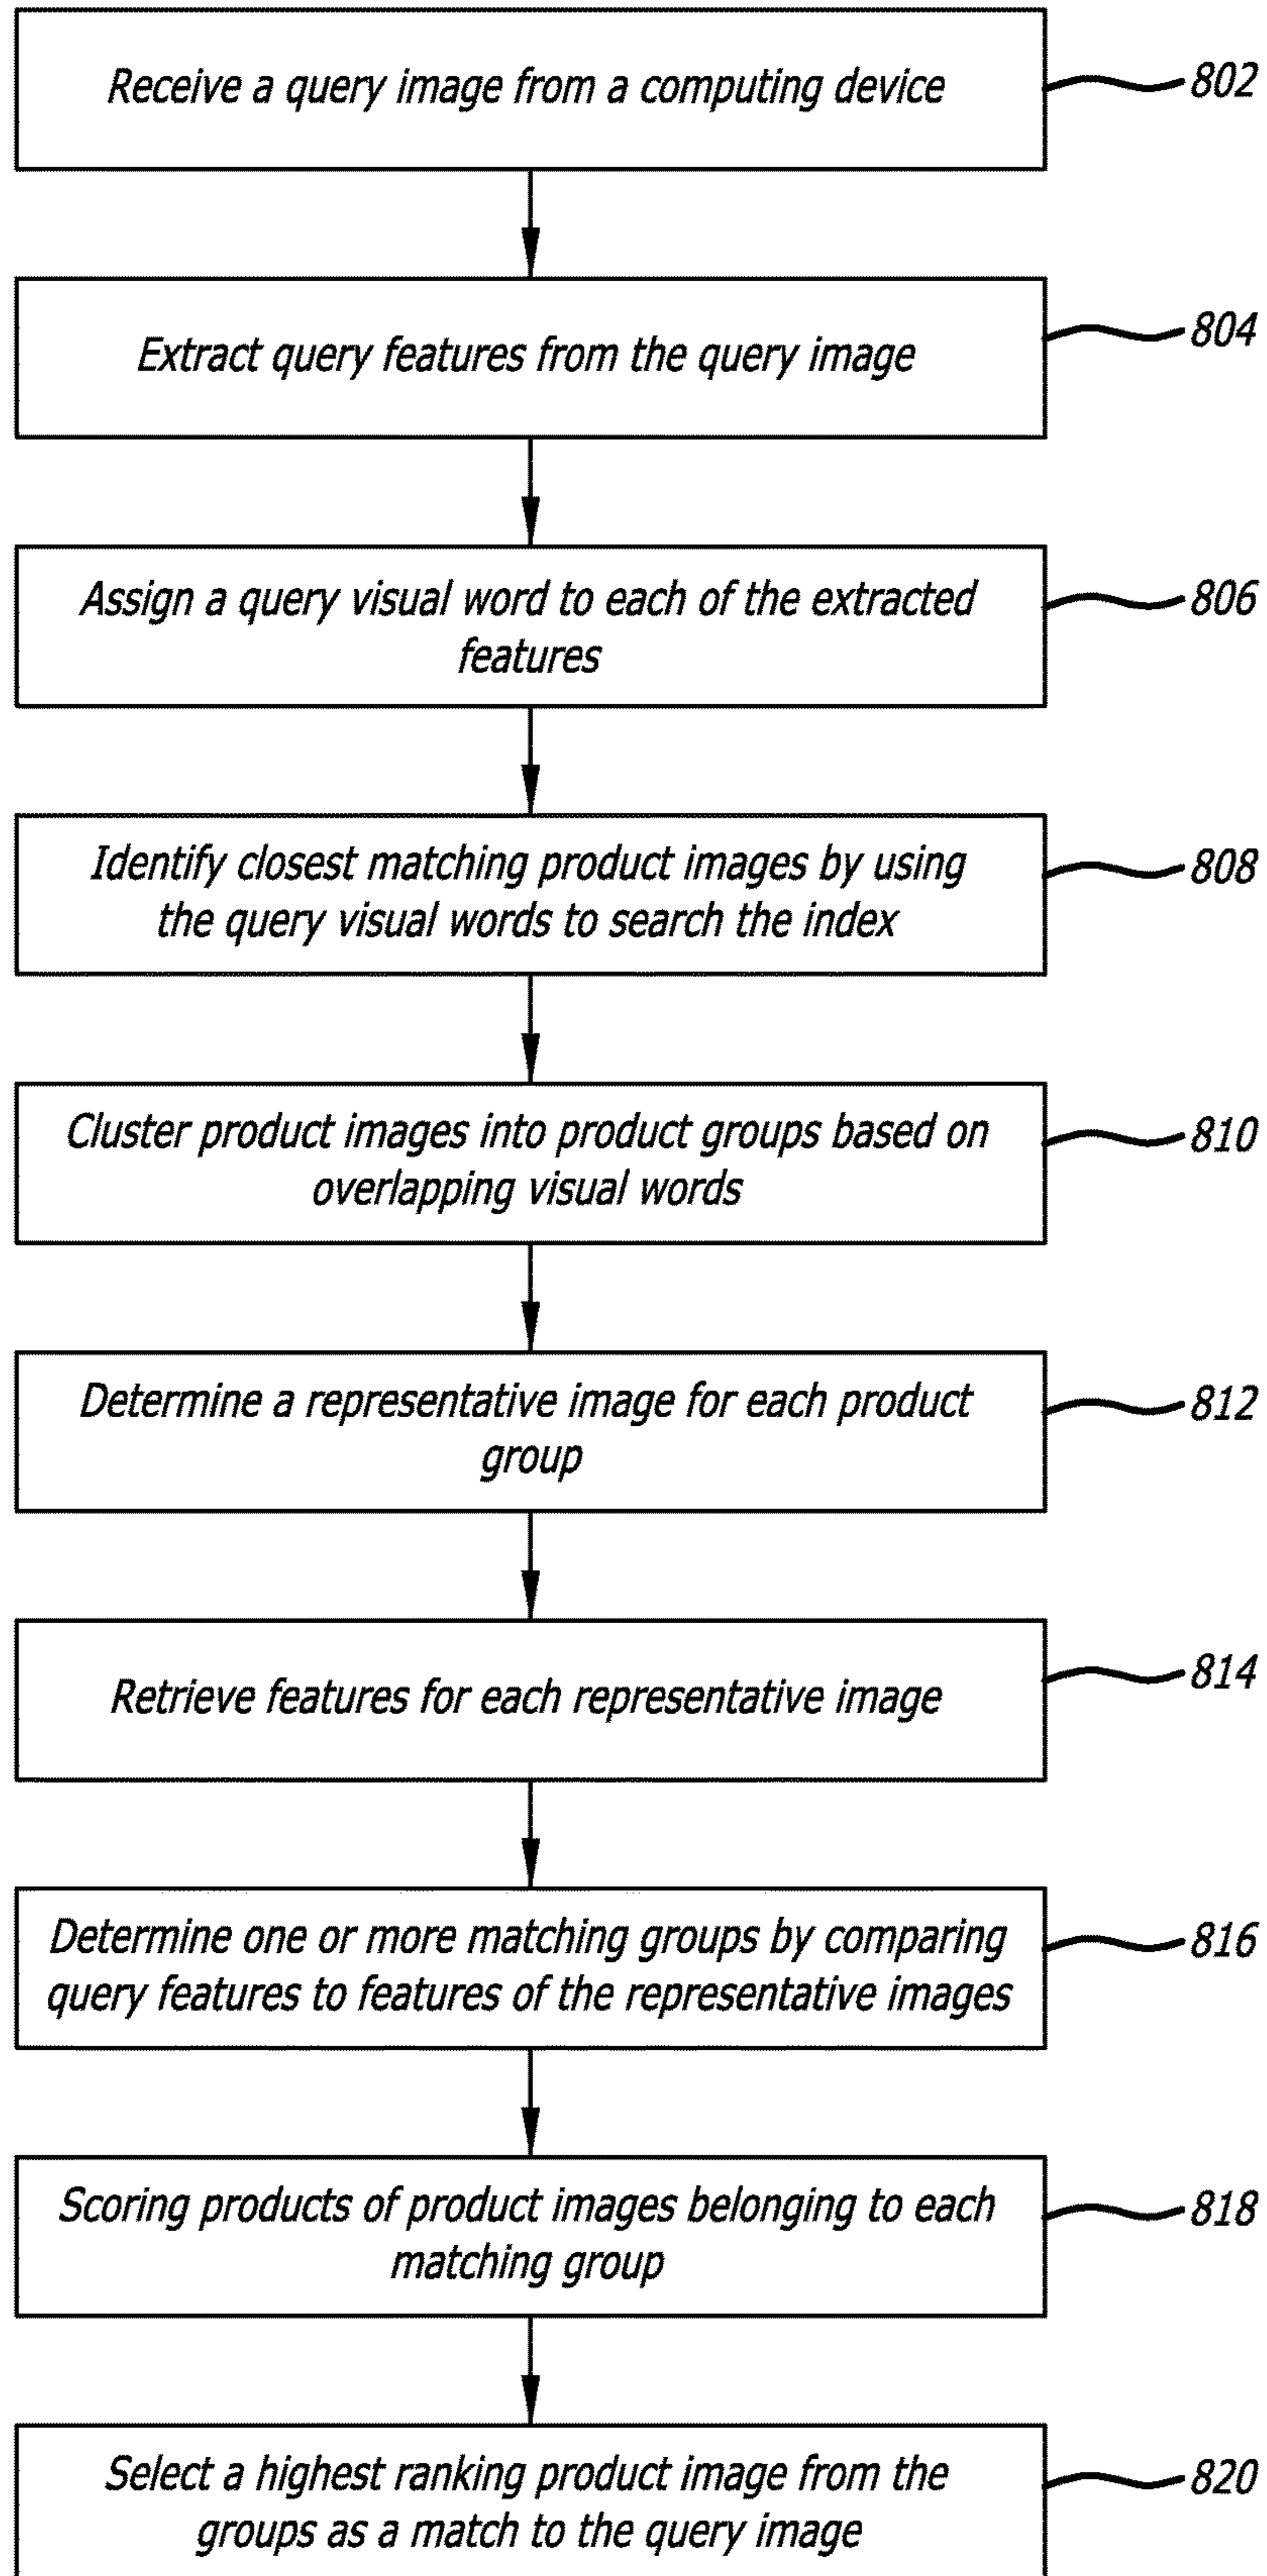 Receive a query image from a computing device
802
Extract query features from the query image
804
Assign a query visual word to each of the extracted
features
806
Identify closest matching product images by using
the query visual words to search the index
808
Cluster product images into product groups based on
overlapping visual words
810
Determine a representative image for each product
group
812
Retrieve features for each representative image
814
Determine one or more matching groups by comparing
query features to features of the representative images
816
Scoring products of product images belonging to each
matching group
818
Select a highest ranking product image from the
groups as a match to the query image
820